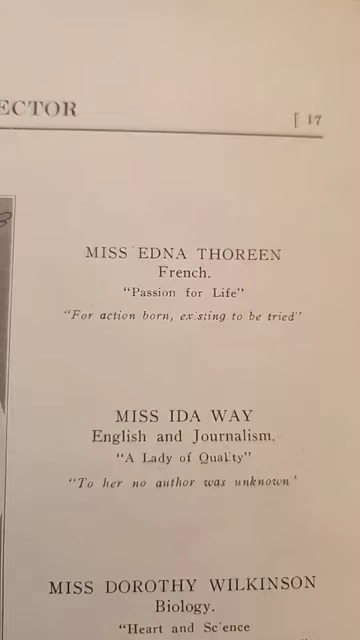 ECTOR [ 17
MISS EDNA THOREEN
French.
"Passion for Life"
"For action born, existing to be tried"
MISS IDA WAY
English and Journalism.
"A Lady of Quality"
"To her no author was unknown'
MISS DOROTHY WILKINSON
Biology.
"Heart and Science